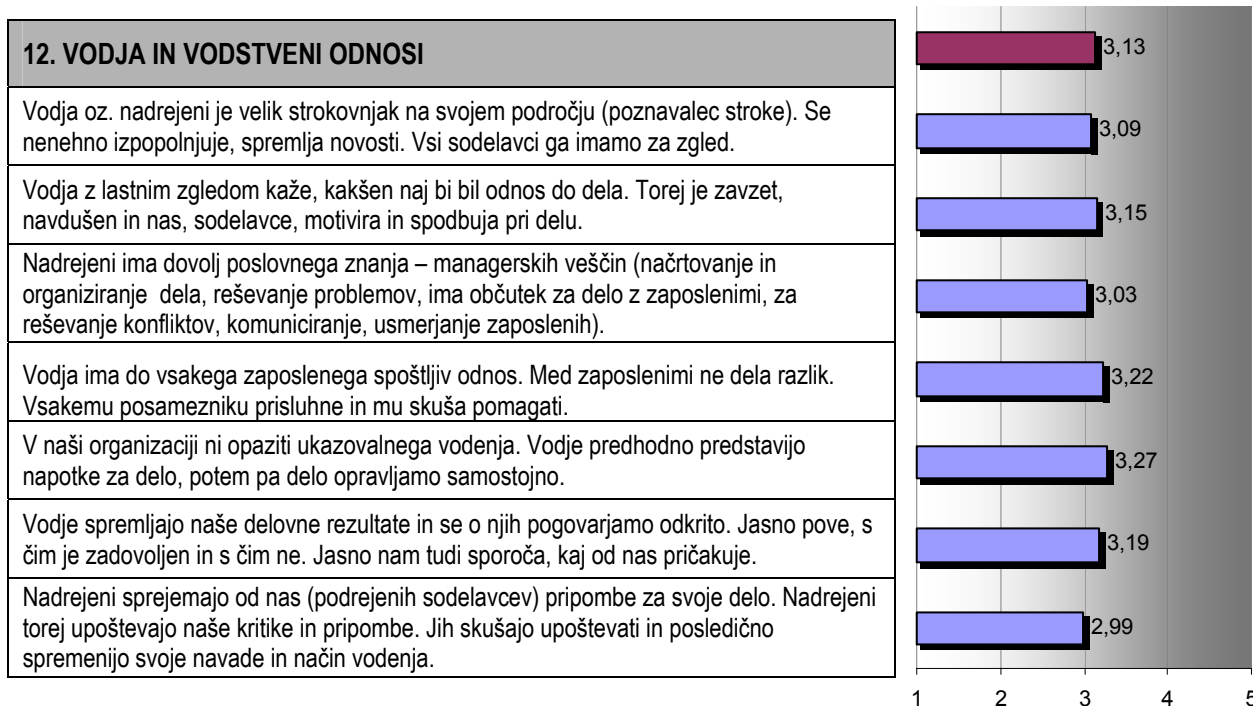 12. VODJA IN VODSTVENI ODNOSI
3,13
Vodja oz. nadrejeni je velik strokovnjak na svojem področju (poznavalec stroke). Se
nenehno izpopolnjuje, spremlja novosti. Vsi sodelavci ga imamo za zgled.
3,09
Vodja z lastnim zgledom kaže, kakšen naj bi bil odnos do dela. Torej je zavzet,
navdušen in nas, sodelavce, motivira in spodbuja pri delu.
3,15
Nadrejeni ima dovolj poslovnega znanja – managerskih veščin (načrtovanje in
organiziranje dela, reševanje problemov, ima občutek za delo z zaposlenimi, za
reševanje konfliktov, komuniciranje, usmerjanje zaposlenih).
3,03
Vodja ima do vsakega zaposlenega spoštljiv odnos. Med zaposlenimi ne dela razlik.
Vsakemu posamezniku prisluhne in mu skuša pomagati.
3,22
V naši organizaciji ni opaziti ukazovalnega vodenja. Vodje predhodno predstavijo
napotke za delo, potem pa delo opravljamo samostojno.
3,27
Vodje spremljajo naše delovne rezultate in se o njih pogovarjamo odkrito. Jasno pove, s
čim je zadovoljen in s čim ne. Jasno nam tudi sporoča, kaj od nas pričakuje.
3,19
Nadrejeni sprejemajo od nas (podrejenih sodelavcev) pripombe za svoje delo. Nadrejeni
torej upoštevajo naše kritike in pripombe. Jih skušajo upoštevati in posledično
spremenijo svoje navade in način vodenja.
2,99
1 2 3 4 5